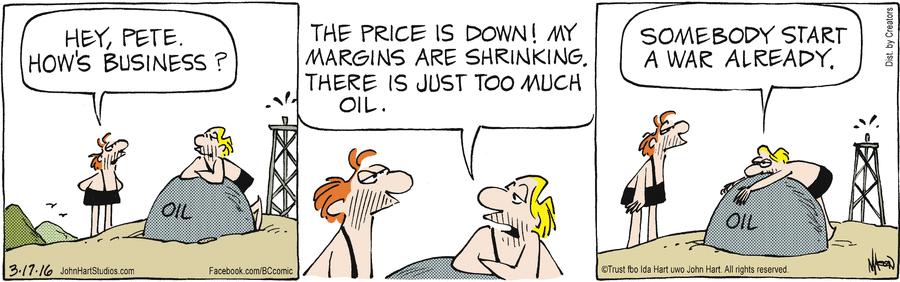 HEY, PETE.
HOW'S BUSINESS?
OIL
3·17·16
JohnHartStudios.com
Facebook.com/BCcomic
THE PRICE IS DOWN! MY
MARGINS ARE SHRINKING.
THERE IS JUST TOO MUCH
OIL.
SOMEBODY START
A WAR ALREADY.
OIL
©Trust fbo Ida Hart uwo John Hart. All rights reserved.
MASON
Dist. by Creators